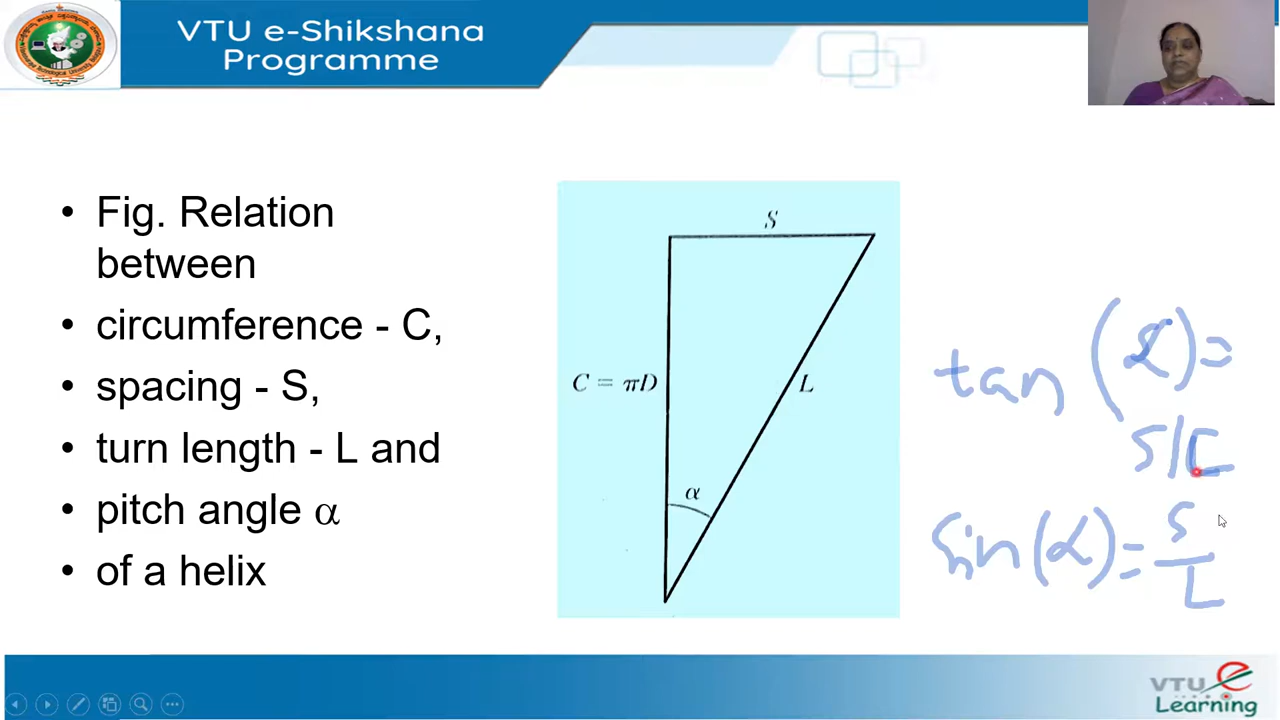 VTU e-Shikshana
Programme
• Fig. Relation
between
• circumference - C,
• spacing - S,
• turn length - L and
• pitch angle α
• of a helix
S
C = πD
L
α
tan (α) =
S/C
sin(α) = S/L
VTU e
Learning